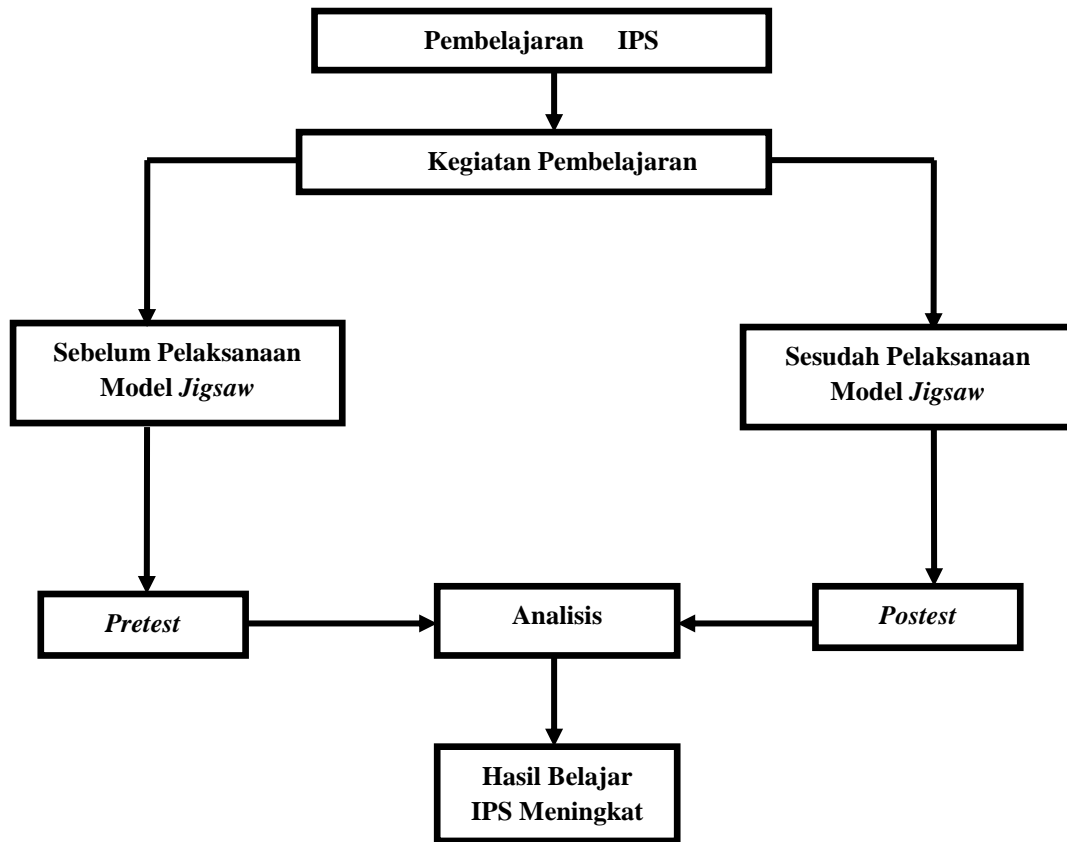 Pembelajaran IPS
Kegiatan Pembelajaran
Sebelum Pelaksanaan
Model Jigsaw
Sesudah Pelaksanaan
Model Jigsaw
Pretest
Analisis
Postest
Hasil Belajar
IPS Meningkat